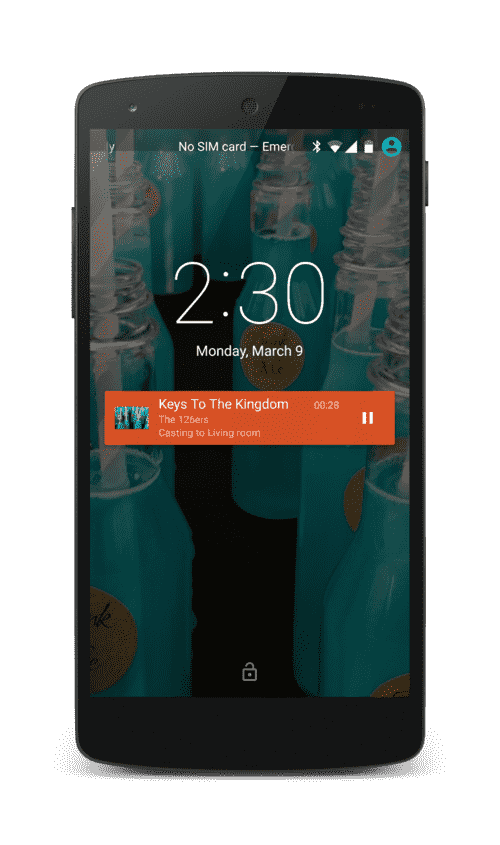 y No SIM card — Emerg
2:30
Monday, March 9
Keys To The Kingdom 00:28
The 126ers
Casting to Living room